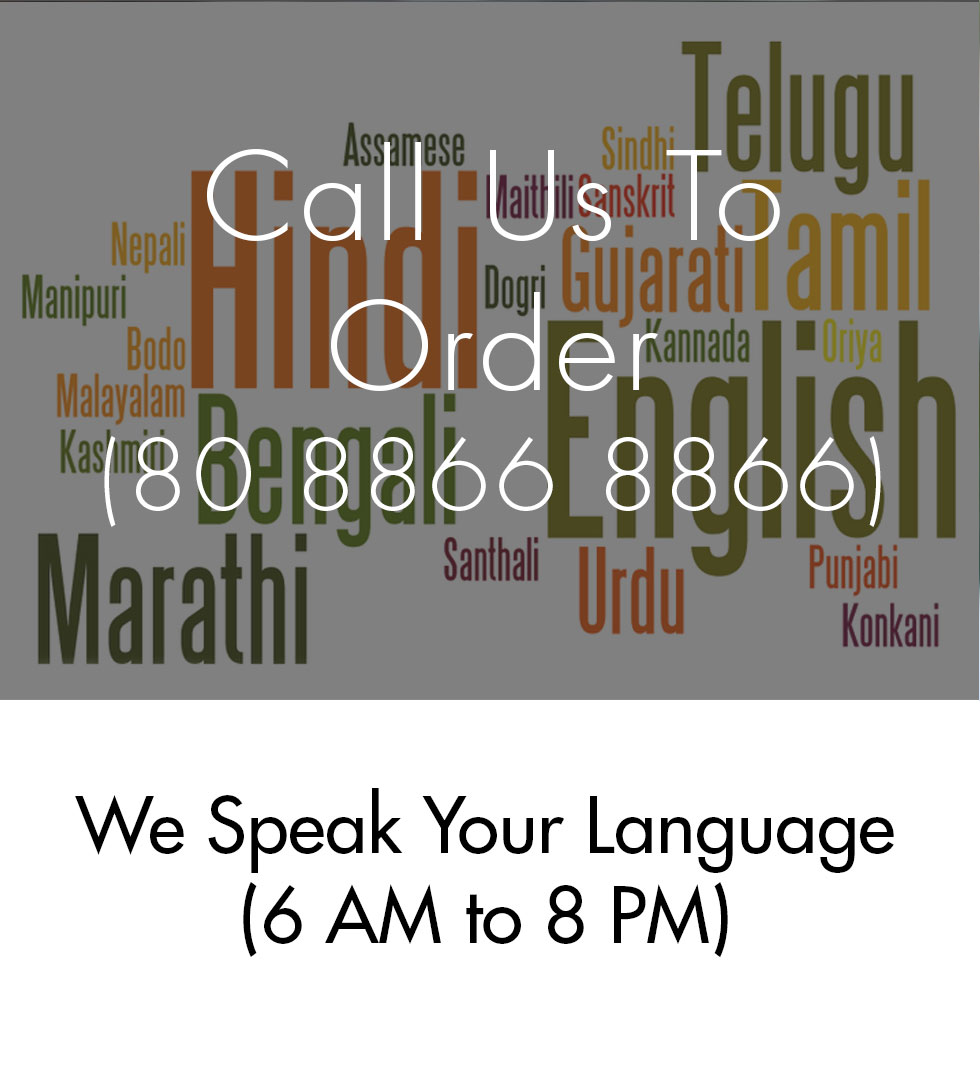 Telugu
Assamese
Sindhi
Call Us To
Maithili Sanskrit
Hindi
Tamil
Nepali
Gujarati
Manipuri
Dogri
Order
Kannada
Oriya
Bodo
English
Malayalam
Bengali
Kashmiri
(80 8866 8866)
Marathi
Santhali
Urdu
Punjabi
Konkani
We Speak Your Language
(6 AM to 8 PM)